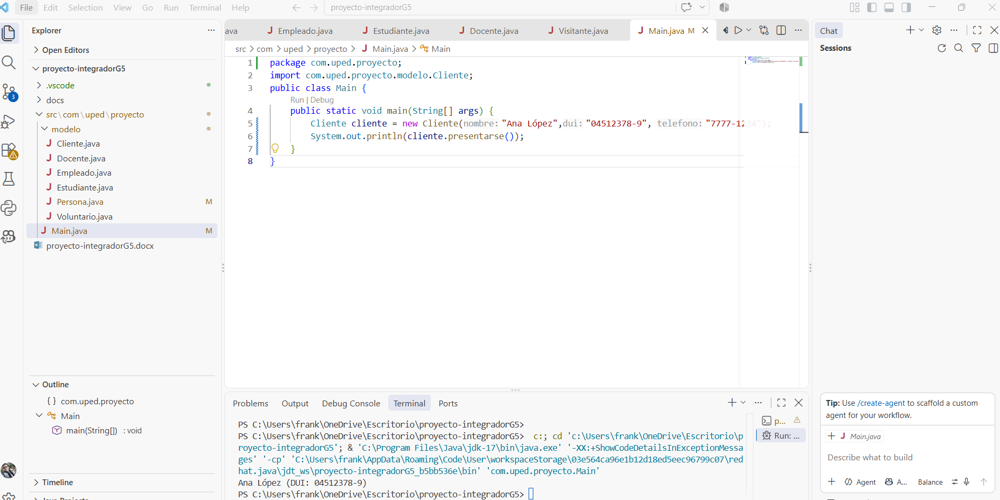 File Edit Selection View Go Run Terminal Help
proyecto-integradorG5
Explorer
Open Editors
proyecto-integradorG5
.vscode
docs
src\com\uped\proyecto
modelo
Cliente.java
Docente.java
Empleado.java
Estudiante.java
Persona.java M
Voluntario.java
Main.java M
proyecto-integradorG5.docx
3
Outline
{ } com.uped.proyecto
Main
main(String[]) : void
Timeline
ava Empleado.java Estudiante.java Docente.java Visitante.java Main.java M
src > com > uped > proyecto > Main.java > Main
1 package com.uped.proyecto;
2 import com.uped.proyecto.modelo.Cliente;
3 public class Main {
Run | Debug
4 public static void main(String[] args) {
5 Cliente cliente = new Cliente(nombre: "Ana López",dui: "04512378-9", telefono: "7777-1234");
6 System.out.println(cliente.presentarse());
7 }
8 }
Problems Output Debug Console Terminal Ports
PS C:\Users\frank\OneDrive\Escritorio\proyecto-integradorG5>
PS C:\Users\frank\OneDrive\Escritorio\proyecto-integradorG5> c:; cd 'c:\Users\frank\OneDrive\Escritorio\p
royecto-integradorG5'; & 'C:\Program Files\Java\jdk-17\bin\java.exe' '-XX:+ShowCodeDetailsInExceptionMessa
ges' '-cp' 'C:\Users\frank\AppData\Roaming\Code\User\workspaceStorage\03e564ca96e1b12d18ed5eec96799c07\red
hat.java\jdt_ws\proyecto-integradorG5_b5bb536e\bin' 'com.uped.proyecto.Main'
Ana López (DUI: 04512378-9)
PS C:\Users\frank\OneDrive\Escritorio\proyecto-integradorG5>
p...
Run: ...
Chat
Sessions
Tip: Use /create-agent to scaffold a custom
agent for your workflow.
Main.java
Describe what to build
Agent A... Balance